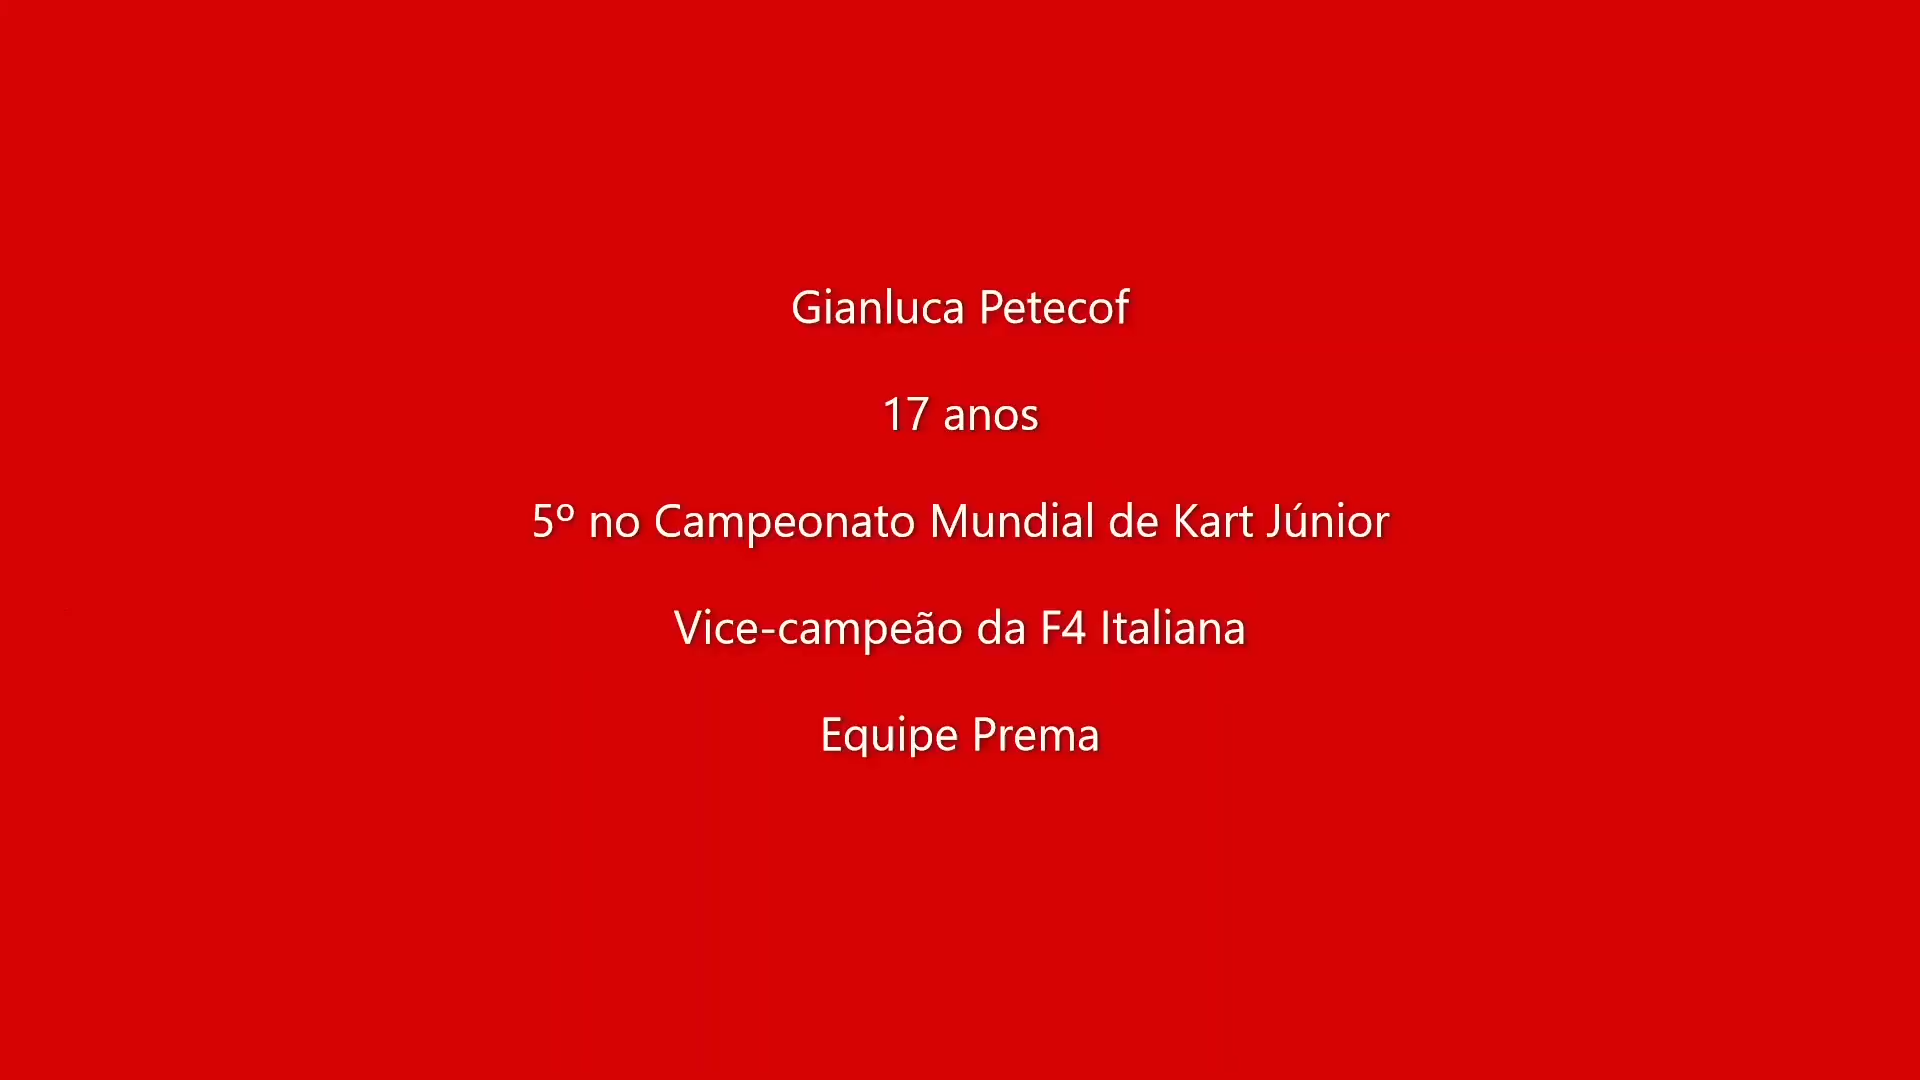 Gianluca Petecof
17 anos
5º no Campeonato Mundial de Kart Júnior
Vice-campeão da F4 Italiana
Equipe Prema